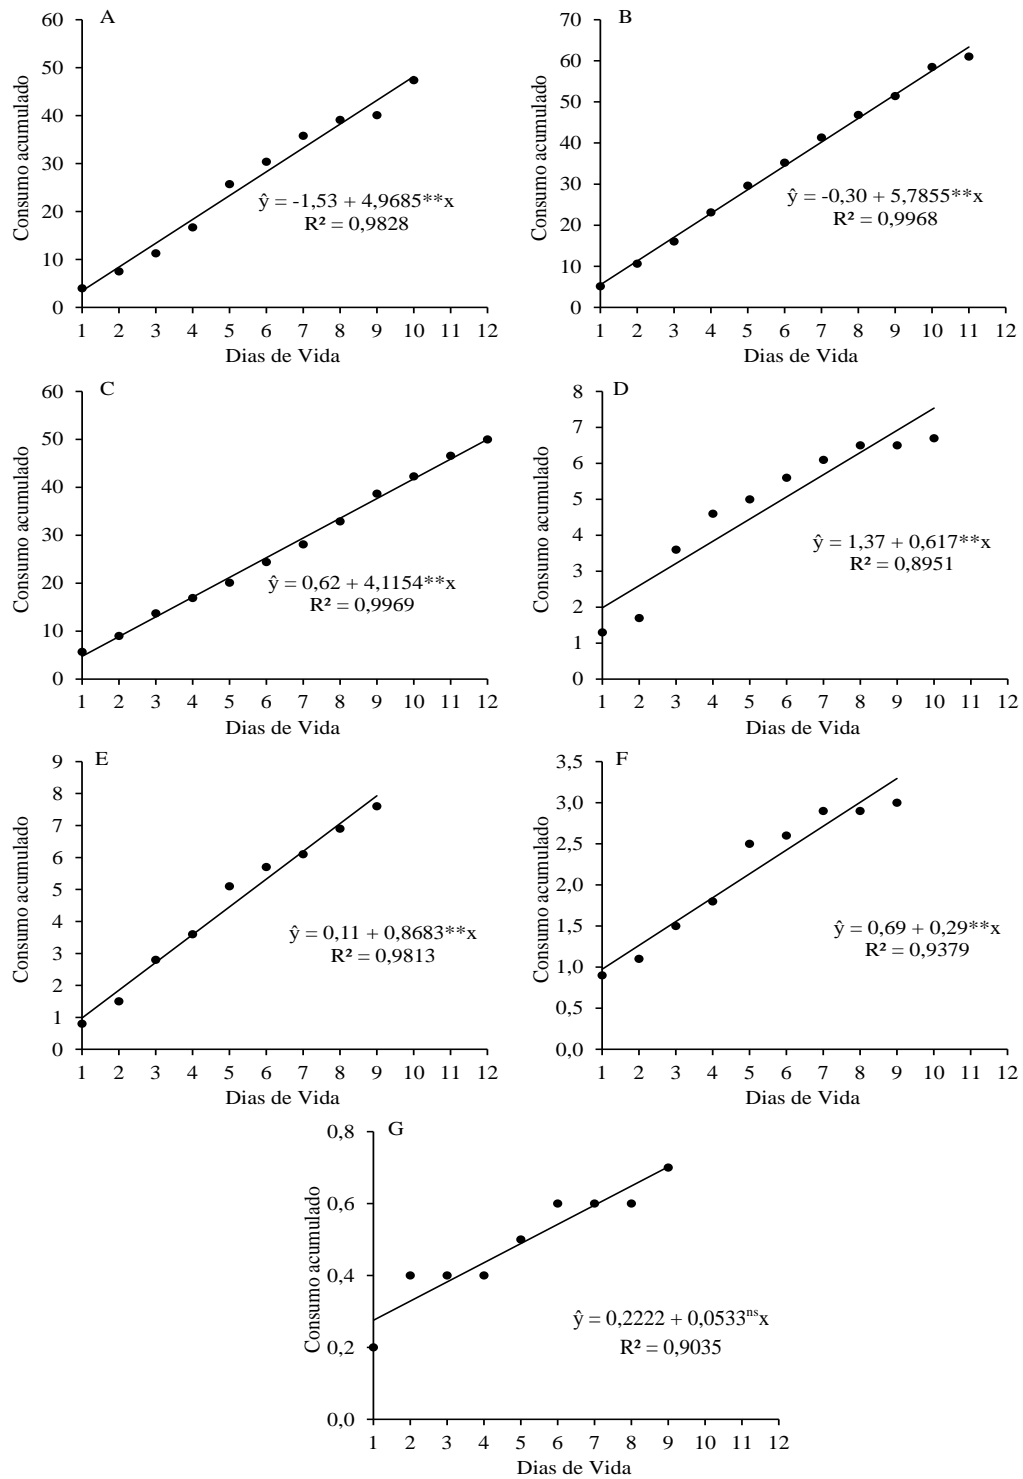 A
60
50
40
30
20
10
0
Consumo acumulado
ŷ = -1,53 + 4,9685**x
R² = 0,9828
1 2 3 4 5 6 7 8 9 10 11 12
Dias de Vida
B
70
60
50
40
30
20
10
0
Consumo acumulado
ŷ = -0,30 + 5,7855**x
R² = 0,9968
1 2 3 4 5 6 7 8 9 10 11 12
Dias de Vida
C
60
50
40
30
20
10
0
Consumo acumulado
ŷ = 0,62 + 4,1154**x
R² = 0,9969
1 2 3 4 5 6 7 8 9 10 11 12
Dias de Vida
D
8
7
6
5
4
3
2
1
0
Consumo acumulado
ŷ = 1,37 + 0,617**x
R² = 0,8951
1 2 3 4 5 6 7 8 9 10 11 12
Dias de Vida
E
9
8
7
6
5
4
3
2
1
0
Consumo acumulado
ŷ = 0,11 + 0,8683**x
R² = 0,9813
1 2 3 4 5 6 7 8 9 10 11 12
Dias de Vida
F
3,5
3,0
2,5
2,0
1,5
1,0
0,5
0,0
Consumo acumulado
ŷ = 0,69 + 0,29**x
R² = 0,9379
1 2 3 4 5 6 7 8 9 10 11 12
Dias de Vida
G
0,8
0,6
0,4
0,2
0,0
Consumo acumulado
ŷ = 0,2222 + 0,0533ⁿˢx
R² = 0,9035
1 2 3 4 5 6 7 8 9 10 11 12
Dias de Vida